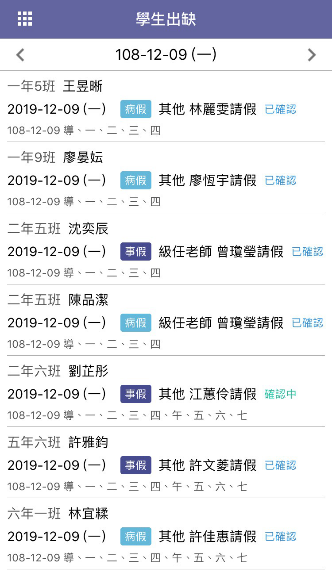 學生出缺
108-12-09 (一)
一年5班 王昱晰
2019-12-09 (一) 病假 其他 林麗雯請假 已確認
108-12-09 導、一、二、三、四
一年9班 廖晏妘
2019-12-09 (一) 病假 其他 廖恆宇請假 已確認
108-12-09 導、一、二、三、四
二年五班 沈奕辰
2019-12-09 (一) 事假 級任老師 曾瓊瑩請假 已確認
108-12-09 導、一、二、三、四
二年五班 陳品潔
2019-12-09 (一) 病假 級任老師 曾瓊瑩請假 已確認
108-12-09 導、一、二、三、四
二年六班 劉芷彤
2019-12-09 (一) 事假 其他 江蕙伶請假 確認中
108-12-09 導、一、二、三、四、午、五、六、七
五年六班 許雅鈞
2019-12-09 (一) 事假 其他 許文菱請假 已確認
108-12-09 導、一、二、三、四、午、五、六、七
六年一班 林宜
2019-12-09 (一) 病假 其他 許佳惠請假 已確認
108-12-09 導、一、二、三、四、午、五、六、七